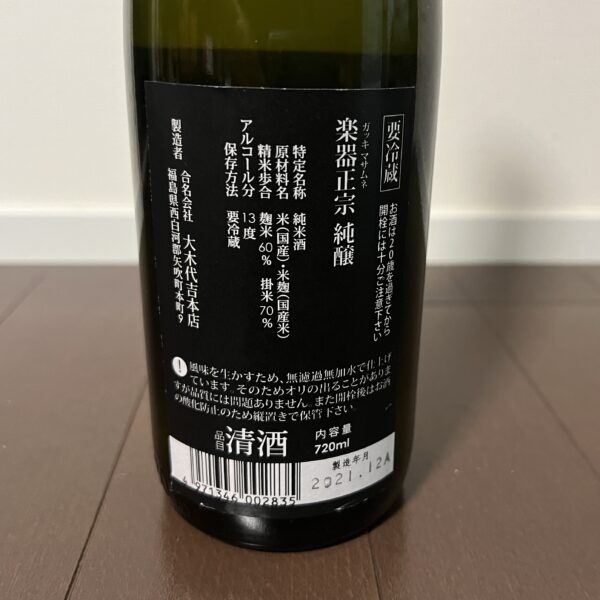 要冷蔵
お酒は20歳を過ぎてから
開栓には十分ご注意下さい
ガッキ マサムネ
楽器正宗 純醸
特定名称 純米酒
原材料名 米(国産)・米麹(国産米)
精米歩合 麹米60% 掛米70%
アルコール分 13度
保存方法 要冷蔵
製造者 合名会社 大木代吉本店
福島県西白河郡矢吹町本町9
!
風味を生かすため、無濾過無加水で仕上げ
ています。そのためオリの出ることがありま
すが品質には問題ありません。また開栓後はお酒
の酸化防止のため縦置きで保管下さい。
品目 清酒
内容量
720ml
製造年月
2021.12A
4 971346 002835